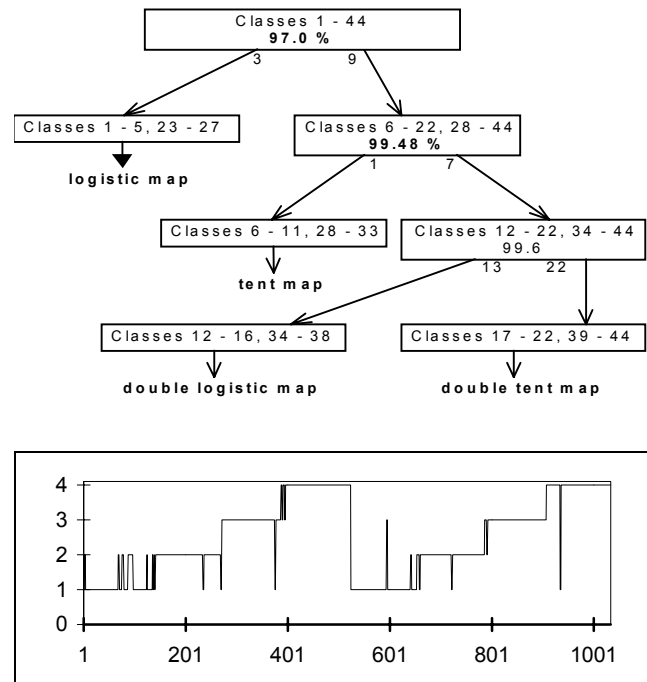 Classes 1 - 44
97.0 %
3 9
Classes 1 - 5, 23 - 27
Classes 6 - 22, 28 - 44
99.48 %
logistic map
1 7
Classes 6 - 11, 28 - 33
Classes 12 - 22, 34 - 44
99.6
tent map
13 22
Classes 12 - 16, 34 - 38
Classes 17 - 22, 39 - 44
double logistic map
double tent map
4
3
2
1
0
1 201 401 601 801 1001